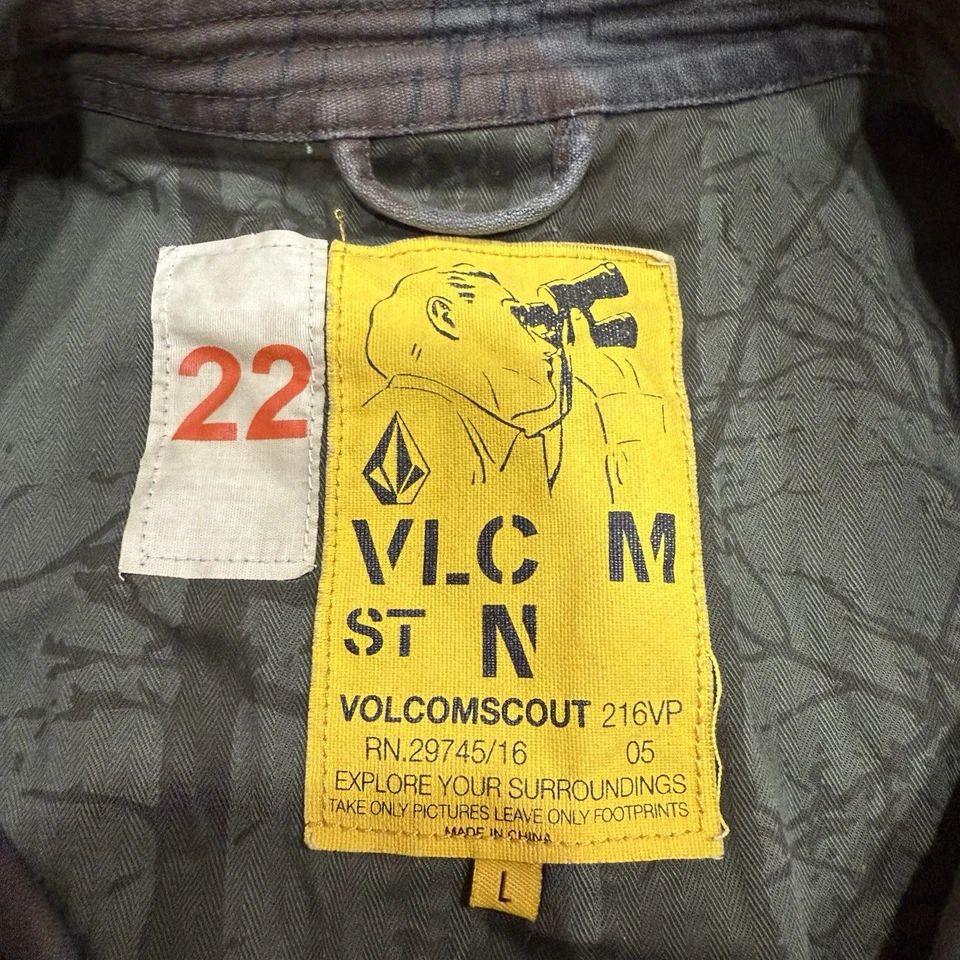 22
VLC M
ST N
VOLCOMSCOUT 216VP
RN.29745/16 05
EXPLORE YOUR SURROUNDINGS
TAKE ONLY PICTURES LEAVE ONLY FOOTPRINTS
MADE IN CHINA
L